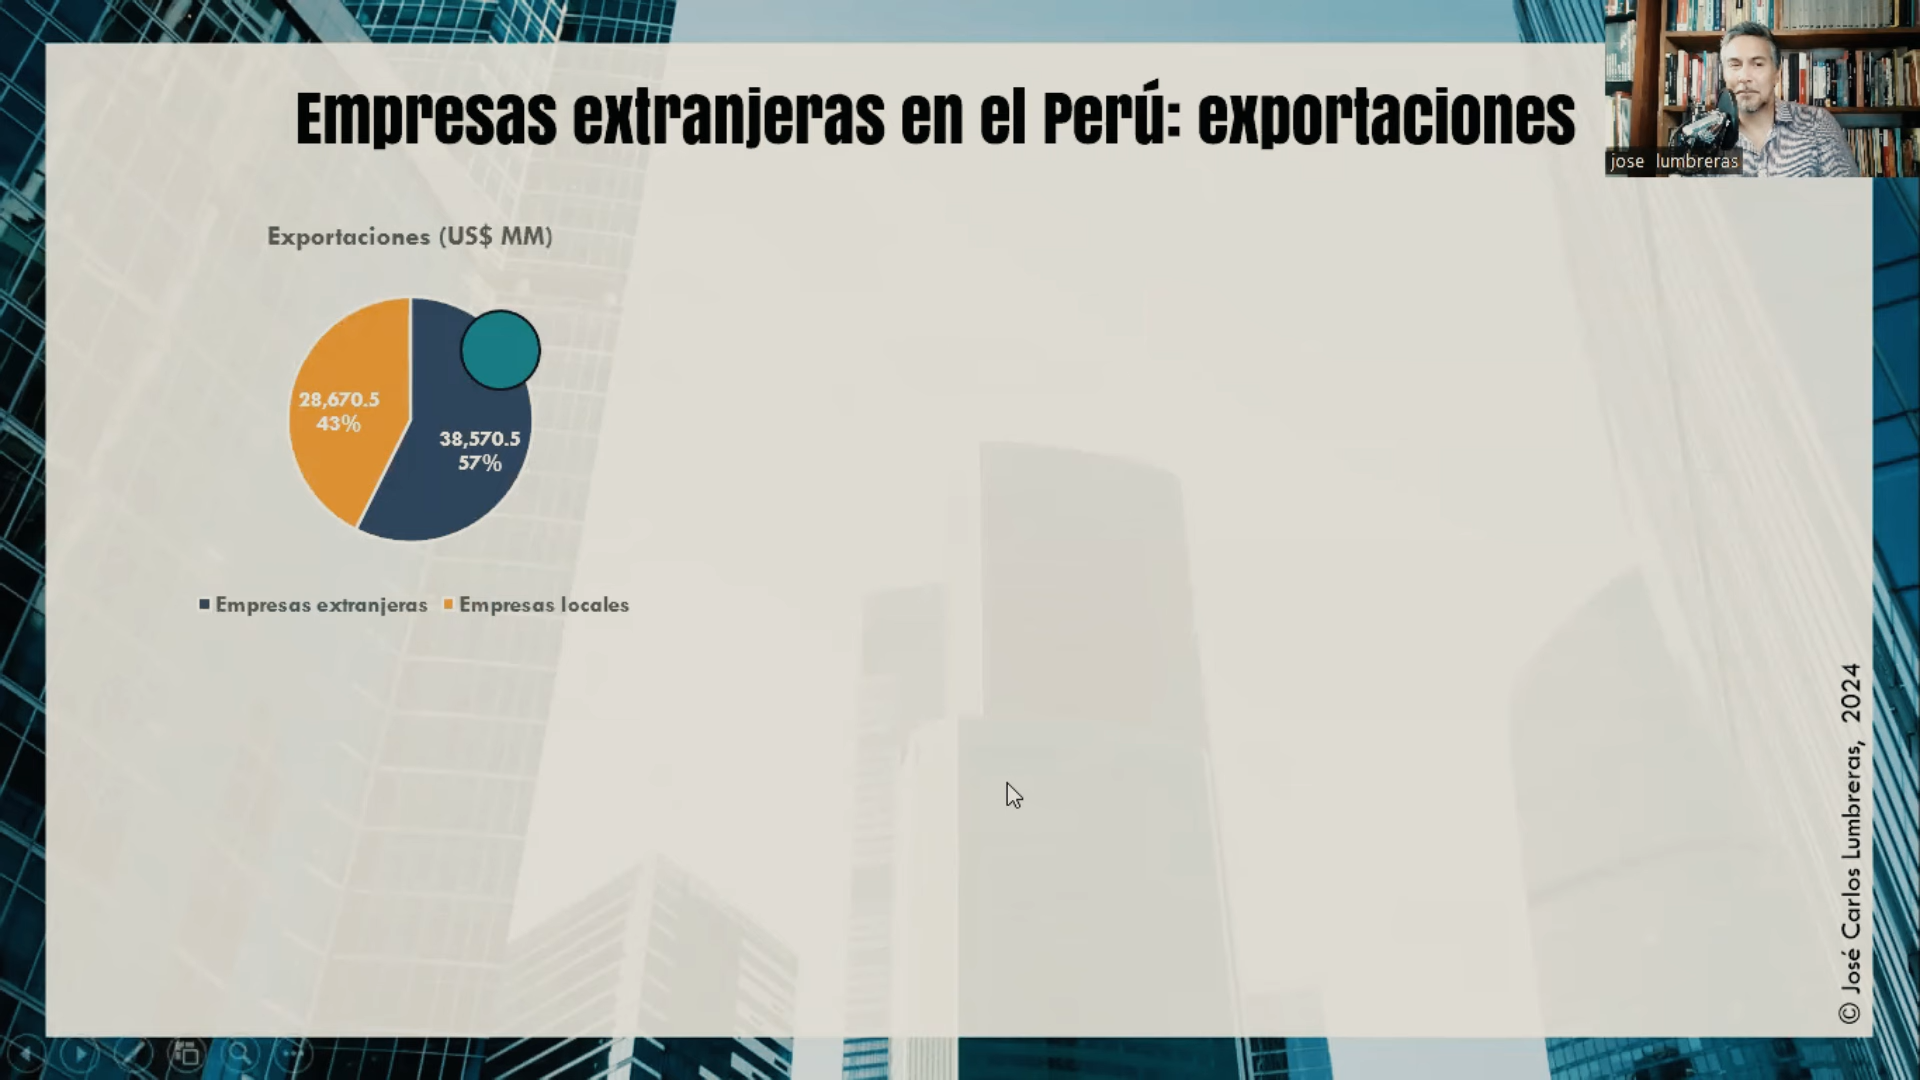 Empresas extranjeras en el Perú: exportaciones
jose lumbreras
Exportaciones (US$ MM)
28,670.5
43%
38,570.5
57%
Empresas extranjeras
Empresas locales
© José Carlos Lumbreras, 2024